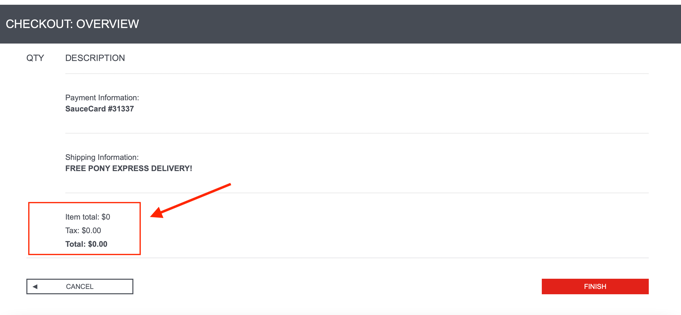 CHECKOUT: OVERVIEW
QTY DESCRIPTION
Payment Information:
SauceCard #31337
Shipping Information:
FREE PONY EXPRESS DELIVERY!
Item total: $0
Tax: $0.00
Total: $0.00
CANCEL FINISH